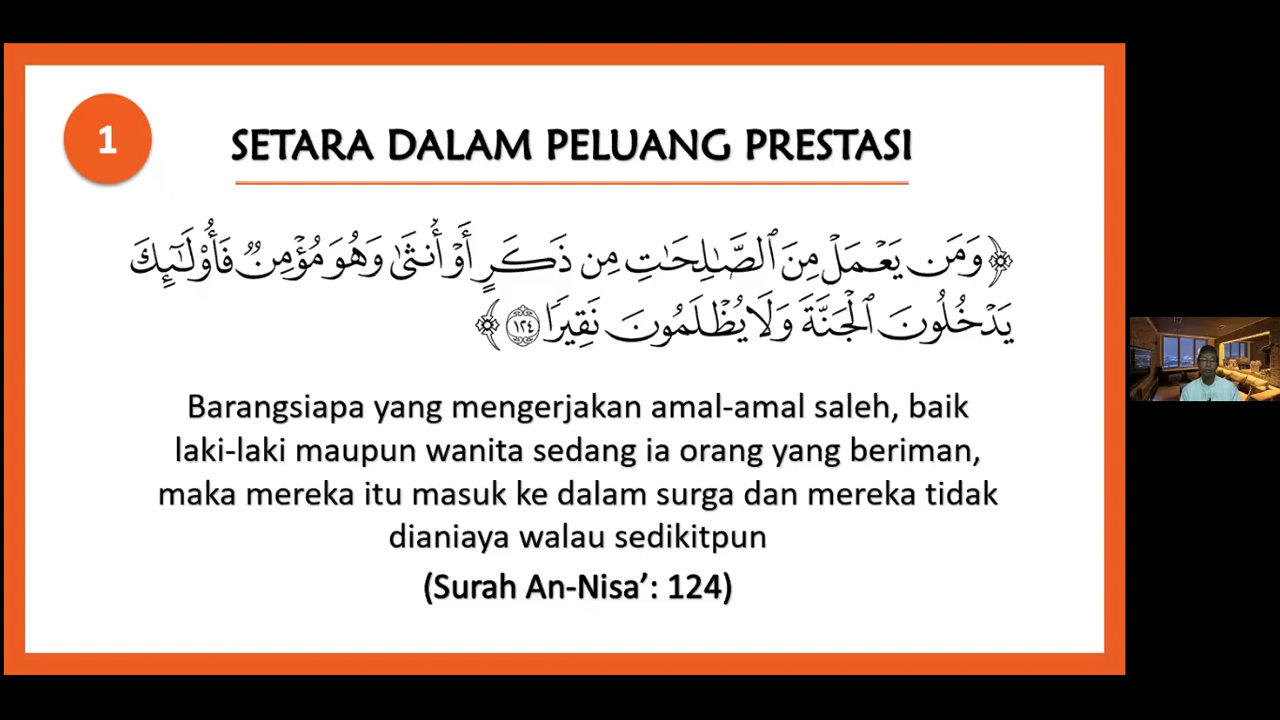 1
SETARA DALAM PELUANG PRESTASI
﴿ وَمَن يَعْمَلْ مِنَ ٱلصَّـٰلِحَـٰتِ مِن ذَكَرٍ أَوْ أُنثَىٰ وَهُوَ مُؤْمِنٌ فَأُو۟لَـٰٓئِكَ
يَدْخُلُونَ ٱلْجَنَّةَ وَلَا يُظْلَمُونَ نَقِيرًا ١٢٤ ﴾
Barangsiapa yang mengerjakan amal-amal saleh, baik
laki-laki maupun wanita sedang ia orang yang beriman,
maka mereka itu masuk ke dalam surga dan mereka tidak
dianiaya walau sedikitpun
(Surah An-Nisa’: 124)